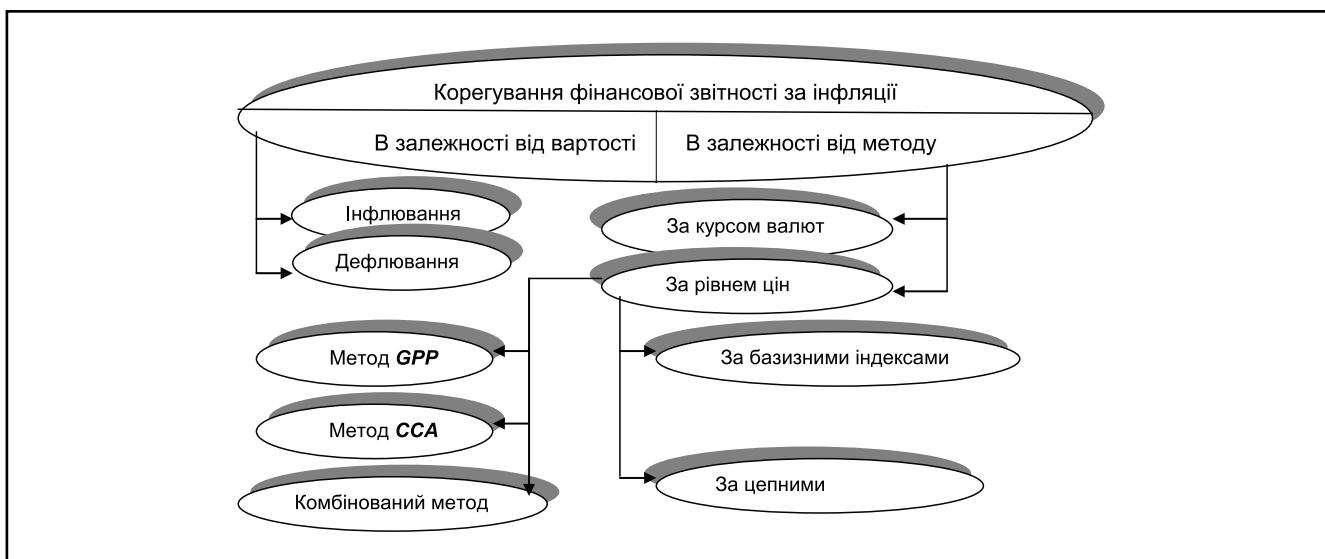 Корегування фінансової звітності за інфляції
В залежності від вартості
В залежності від методу
Інфлювання
Дефлювання
За курсом валют
За рівнем цін
Метод GPP
Метод CCA
Комбінований метод
За базизними індексами
За цепними